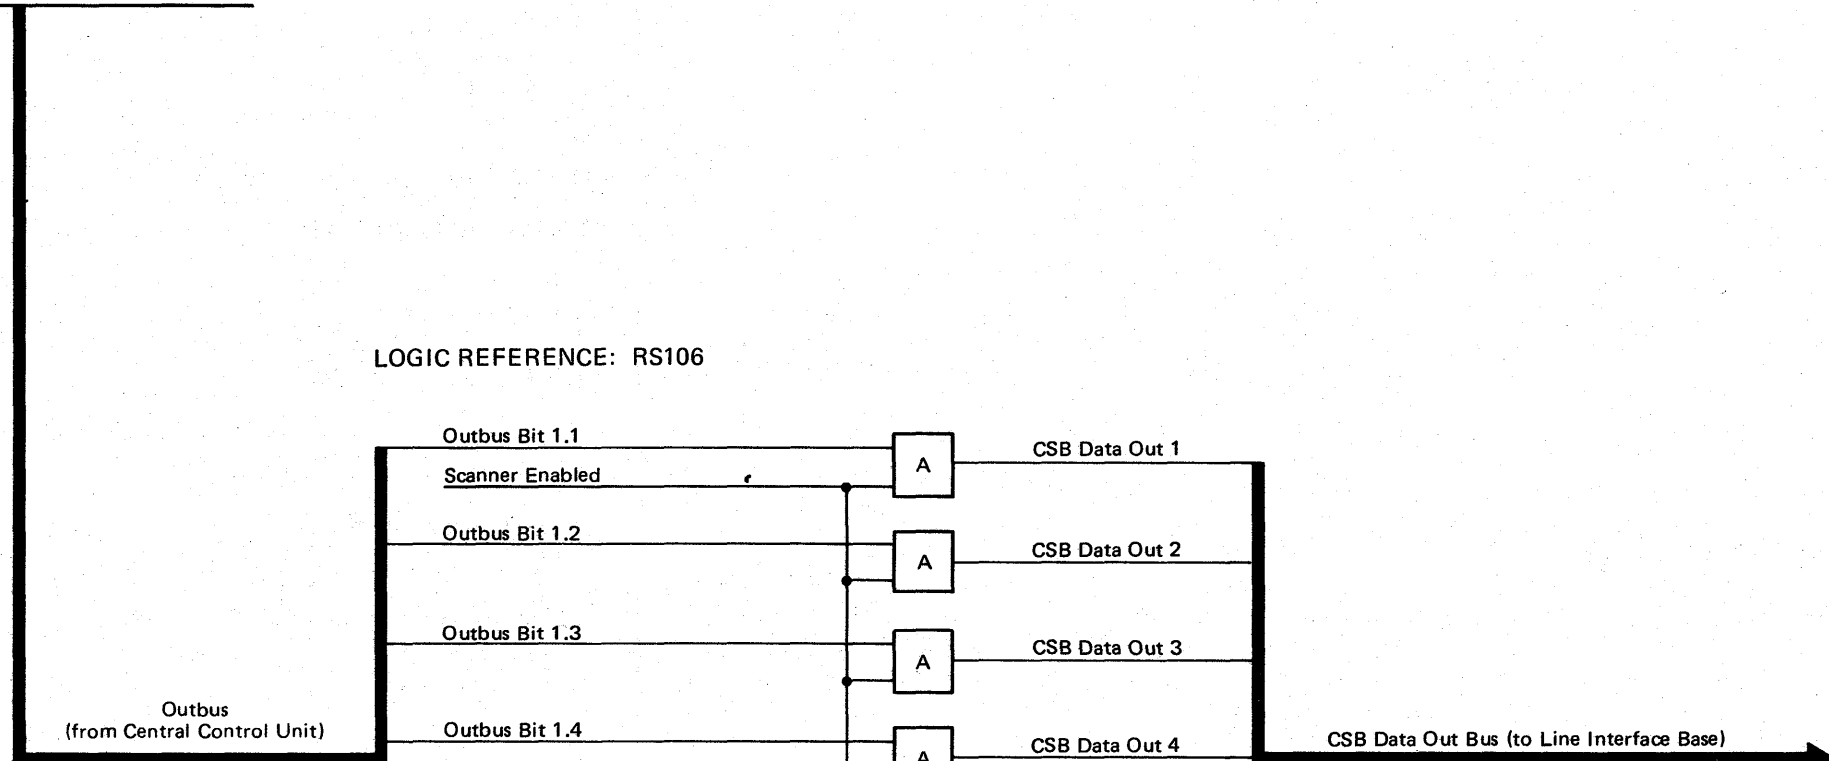 LOGIC REFERENCE: RS106
Outbus Bit 1.1
CSB Data Out 1
A
Scanner Enabled
Outbus Bit 1.2
CSB Data Out 2
A
Outbus Bit 1.3
CSB Data Out 3
A
Outbus
(from Central Control Unit)
Outbus Bit 1.4
CSB Data Out 4
A
CSB Data Out Bus (to Line Interface Base)